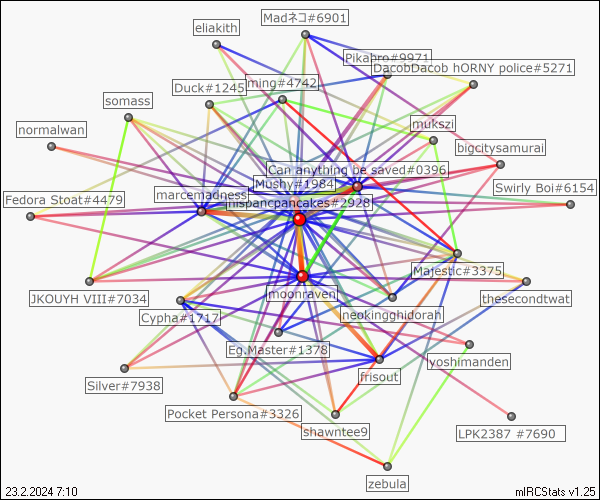 Madネコ#6901
eliakith
Pikapro#9971
DacobDacob hORNY police#5271
ming#4742
Duck#1245
somass
mukszi
normalwan
bigcitysamurai
Can anything be saved#0396
Mushy#1984
Swirly Boi#6154
marcemadness
Fedora Stoat#4479
mspancpancakes#2928
Majestic#3375
moonraven
JKOUYH VIII#7034
thesecondtwat
neokingghidorah
Cypha#1717
Eg.Master#1378
yoshimanden
frisout
Silver#7938
Pocket Persona#3326
shawntee9
LPK2387 #7690
zebula
23.2.2024 7:10
mIRCStats v1.25